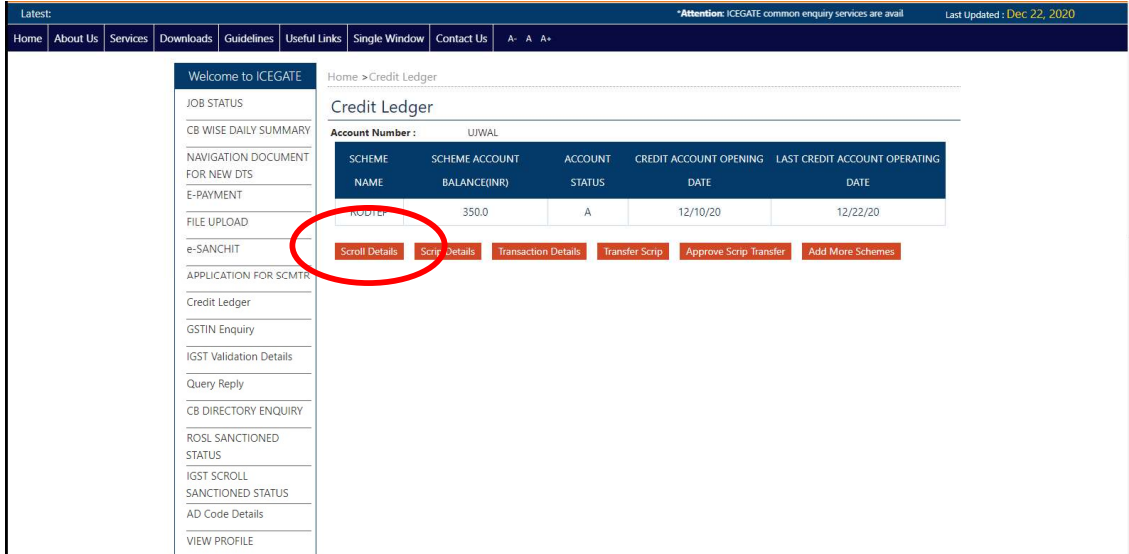 Latest:
*Attention: ICEGATE common enquiry services are avail
Last Updated : Dec 22, 2020
Home About Us Services Downloads Guidelines Useful Links Single Window Contact Us A- A A+
Welcome to ICEGATE
JOB STATUS
CB WISE DAILY SUMMARY
NAVIGATION DOCUMENT
FOR NEW DTS
E-PAYMENT
FILE UPLOAD
e-SANCHIT
APPLICATION FOR SCMTR
Credit Ledger
GSTIN Enquiry
IGST Validation Details
Query Reply
CB DIRECTORY ENQUIRY
ROSL SANCTIONED
STATUS
IGST SCROLL
SANCTIONED STATUS
AD Code Details
VIEW PROFILE
Home >Credit Ledger
Credit Ledger
Account Number : UJWAL
SCHEME SCHEME ACCOUNT ACCOUNT CREDIT ACCOUNT OPENING LAST CREDIT ACCOUNT OPERATING
NAME BALANCE(INR) STATUS DATE DATE
RODTEP 350.0 A 12/10/20 12/22/20
Scroll Details Scrip Details Transaction Details Transfer Scrip Approve Scrip Transfer Add More Schemes